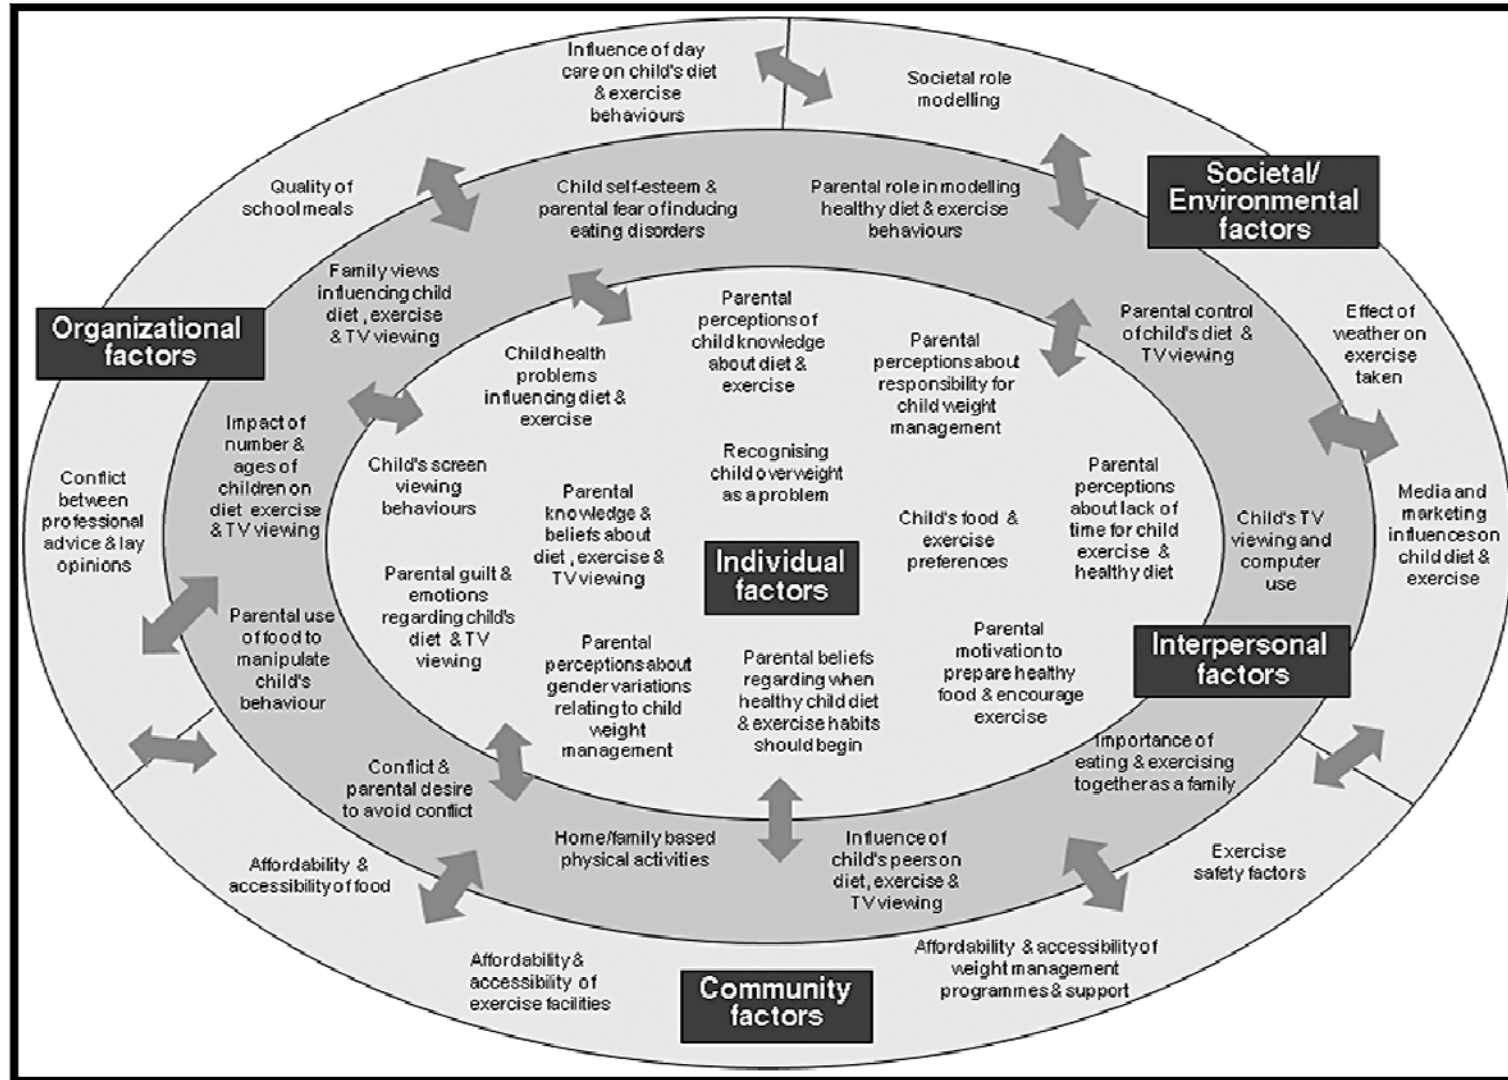 Influence of day
care on child's diet
& exercise
behaviours
Societal role
modelling
Quality of
school meals
Child self-esteem &
parental fear of inducing
eating disorders
Parental role in modelling
healthy diet & exercise
behaviours
Societal/
Environmental
factors
Organizational
factors
Family views
influencing child
diet , exercise
& TV viewing
Parental
perceptions of
child knowledge
about diet &
exercise
Parental control
of child's diet &
TV viewing
Effect of
weather on
exercise
taken
Child health
problems
influencing diet &
exercise
Parental
perceptions about
responsibility for
child weight
management
Impact of
number &
ages of
children on
diet exercise
& TV viewing
Recognising
child overweight
as a problem
Child's screen
viewing
behaviours
Parental
perceptions
about lack of
time for child
exercise &
healthy diet
Conflict
between
professional
advice & lay
opinions
Parental
knowledge &
beliefs about
diet , exercise &
TV viewing
Child's food &
exercise
preferences
Child's TV
viewing and
computer
use
Media and
marketing
influences on
child diet &
exercise
Individual
factors
Parental guilt &
emotions
regarding child's
diet & TV
viewing
Parental use
of food to
manipulate
child's
behaviour
Parental
perceptions about
gender variations
relating to child
weight
management
Parental beliefs
regarding when
healthy child diet
& exercise habits
should begin
Parental
motivation to
prepare healthy
food & encourage
exercise
Interpersonal
factors
Conflict &
parental desire
to avoid conflict
Importance of
eating & exercising
together as a family
Home/family based
physical activities
Influence of
child's peers on
diet, exercise &
TV viewing
Exercise
safety factors
Affordability &
accessibility of food
Affordability &
accessibility of
exercise facilities
Community
factors
Affordability & accessibility of
weight management
programmes & support